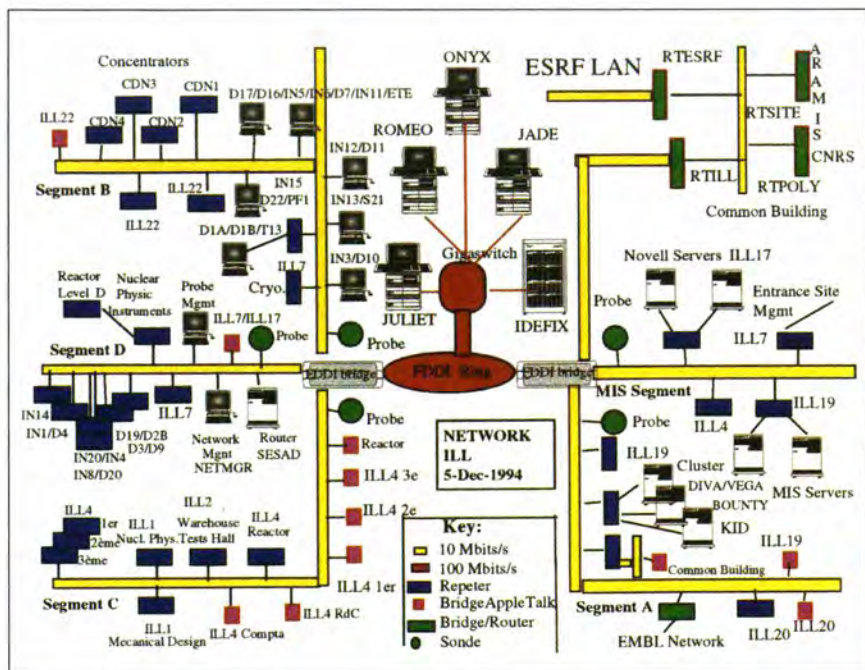 Concentrators
CDN3
CDN1
ILL22
CDN4
CDN2
Segment B
ILL22
ILL22
D17/D16/IN5/IN6/D7/IN11/ETE
IN12/D11
IN15
D22/PF1
IN13/S21
D1A/D1B/T13
ILL7
IN3/D10
Cryo.
ONYX
ROMEO
JADE
Gigaswitch
JULIET
IDEFIX
ESRF LAN
RTESRF
ARAMIS
RTSITE
CNRS
RTILL
RTPOLY
Common Building
Reactor
Level D
Nuclear
Physic
Instruments
Probe
Mgmt
ILL7/ILL17
Probe
Probe
Segment D
FDDI bridge
FDDI Ring
FDDI bridge
IN14
IN1/D4
IN20/IN4
IN8/D20
D19/D2B
D3/D9
ILL7
Network
Mgnt
NETMGR
Router
SESAD
Probe
Reactor
ILL4 3e
ILL4 2e
ILL4 1er
Novell Servers
ILL17
Probe
Entrance Site
Mgmt
ILL7
MIS Segment
Probe
ILL4
ILL19
MIS Servers
ILL19
Cluster
DIVA/VEGA
BOUNTY
KID
ILL19
Common Building
Segment A
EMBL Network
ILL20
ILL20
NETWORK
ILL
5-Dec-1994
Key:
10 Mbits/s
100 Mbits/s
Repeter
BridgeAppleTalk
Bridge/Router
Sonde
ILL4
1er
2ème
3ème
ILL1
Nucl. Phys.
ILL2
Warehouse
Tests Hall
ILL4
Reactor
Segment C
ILL1
Mecanical Design
ILL4 Compta
ILL4 RdC